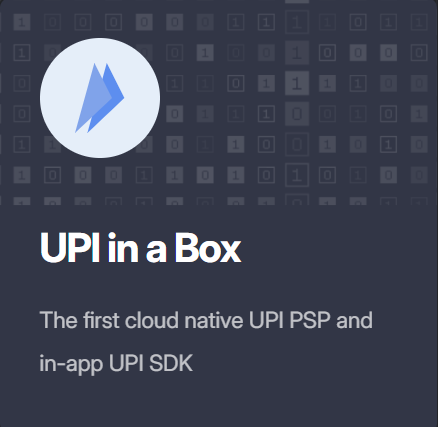 UPI in a Box
The first cloud native UPI PSP and
in-app UPI SDK